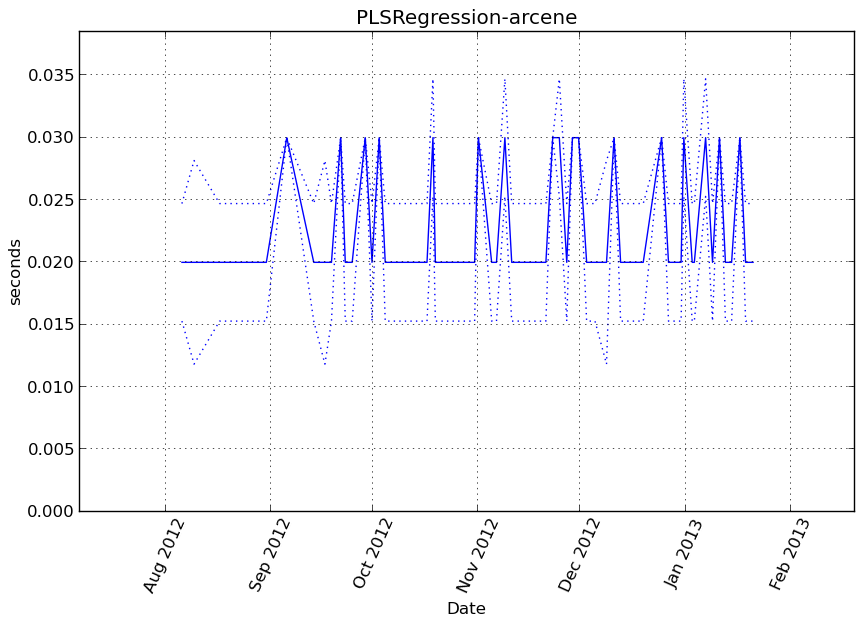 PLSRegression-arcene
0.035
0.030
0.025
0.020
0.015
0.010
0.005
0.000
seconds
Aug 2012
Sep 2012
Oct 2012
Nov 2012
Dec 2012
Jan 2013
Feb 2013
Date